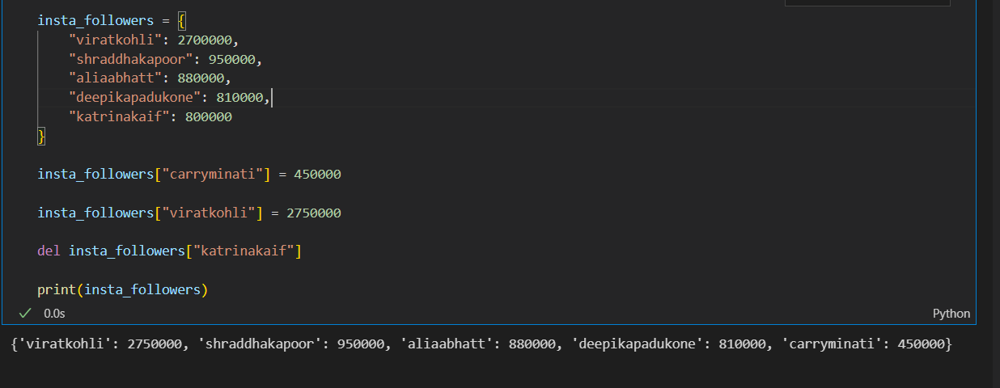 insta_followers = {
"viratkohli": 2700000,
"shraddhakapoor": 950000,
"aliaabhatt": 880000,
"deepikapadukone": 810000,
"katrinakaif": 800000
}
insta_followers["carryminati"] = 450000
insta_followers["viratkohli"] = 2750000
del insta_followers["katrinakaif"]
print(insta_followers)
0.0s
Python
{'viratkohli': 2750000, 'shraddhakapoor': 950000, 'aliaabhatt': 880000, 'deepikapadukone': 810000, 'carryminati': 450000}